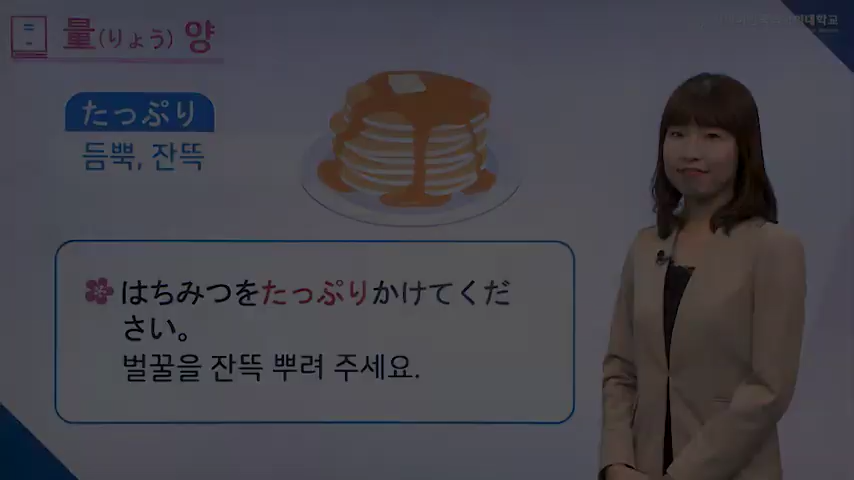 量(りょう) 양
たっぷり
듬뿍, 잔뜩
はちみつをたっぷりかけてくだ
さい。
벌꿀을 잔뜩 뿌려 주세요.